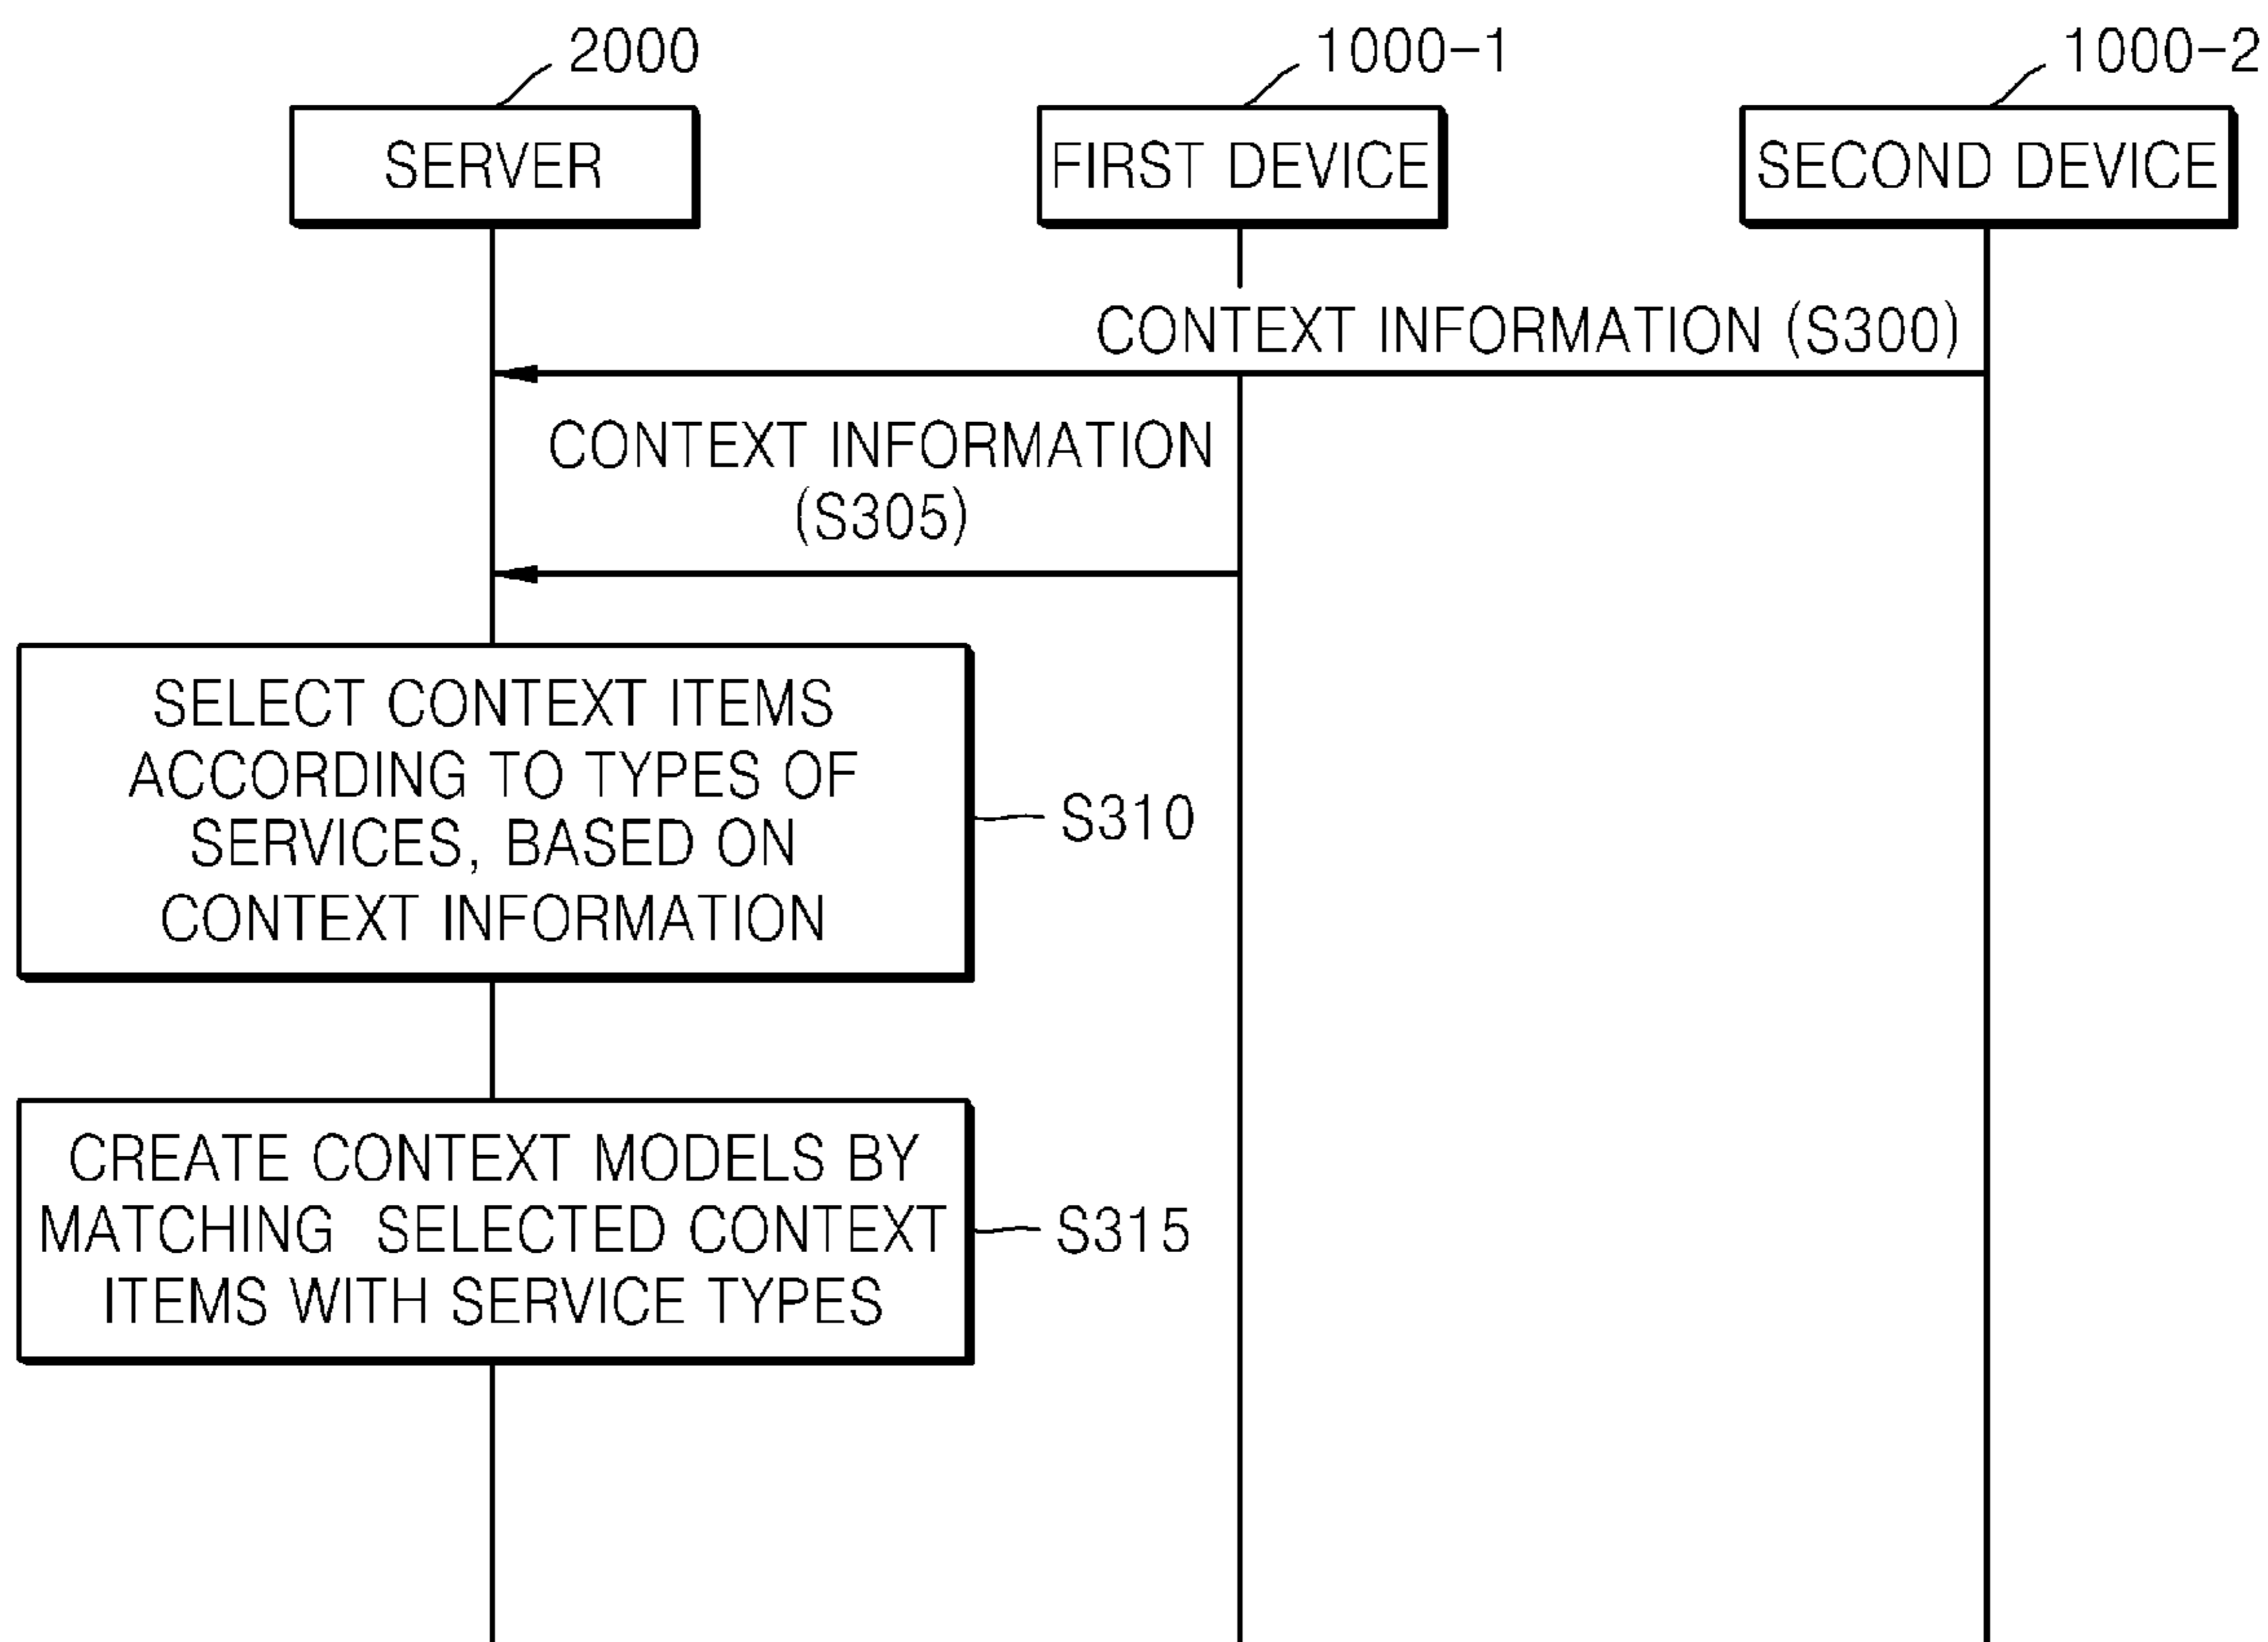 2000
1000-1
1000-2
SERVER
FIRST DEVICE
SECOND DEVICE
CONTEXT INFORMATION (S300)
CONTEXT INFORMATION
(S305)
SELECT CONTEXT ITEMS
ACCORDING TO TYPES OF
SERVICES, BASED ON
CONTEXT INFORMATION
S310
CREATE CONTEXT MODELS BY
MATCHING SELECTED CONTEXT
ITEMS WITH SERVICE TYPES
S315